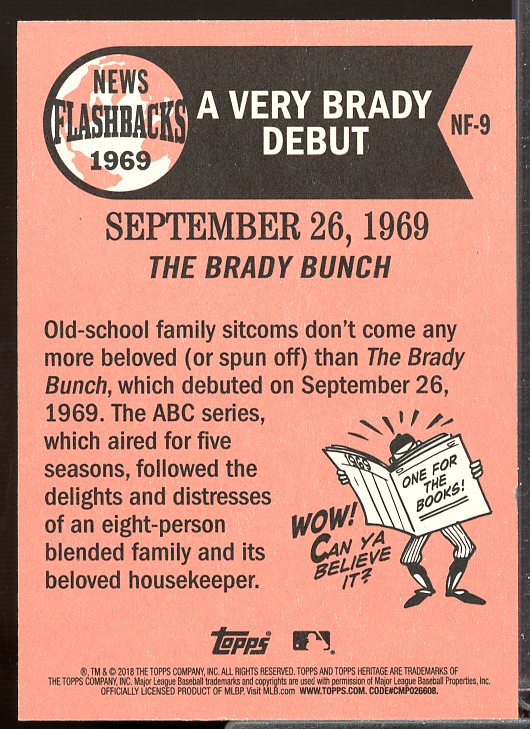 NEWS
FLASHBACKS
1969
A VERY BRADY
DEBUT
NF-9
SEPTEMBER 26, 1969
THE BRADY BUNCH
Old-school family sitcoms don't come any
more beloved (or spun off) than The Brady
Bunch, which debuted on September 26,
1969. The ABC series,
which aired for five
seasons, followed the
delights and distresses
of an eight-person
blended family and its
beloved housekeeper.
1969
ONE FOR
THE
BOOKS!
WOW!
CAN YA
BELIEVE
IT?
topps
®, TM & © 2018 THE TOPPS COMPANY, INC. ALL RIGHTS RESERVED. TOPPS AND TOPPS HERITAGE ARE TRADEMARKS OF
THE TOPPS COMPANY, INC. Major League Baseball trademarks and copyrights are used with permission of Major League Baseball Properties, Inc.
OFFICIALLY LICENSED PRODUCT OF MLBP. Visit MLB.com WWW.TOPPS.COM. CODE#CMP026608.